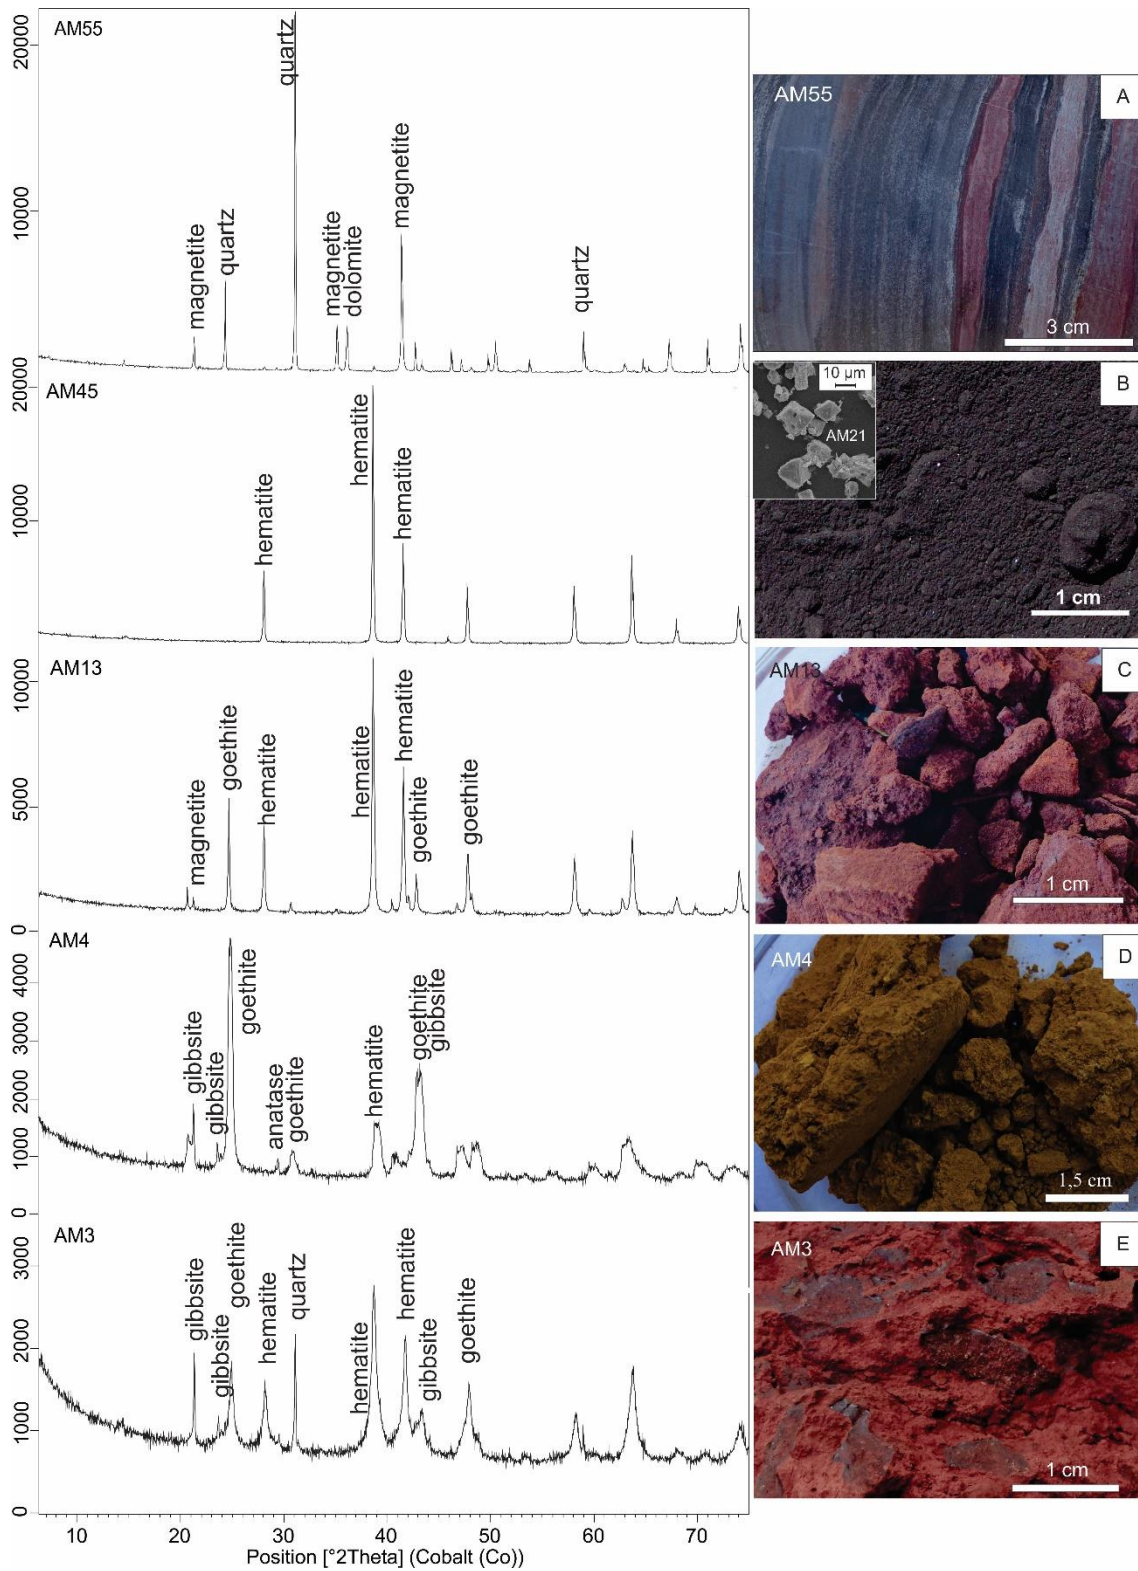 AM55
20000
10000
magnetite
quartz
quartz
magnetite
dolomite
magnetite
quartz
AM45
20000
10000
hematite
hematite
hematite
AM13
10000
5000
0
magnetite
goethite
hematite
hematite
hematite
goethite
goethite
AM4
4000
3000
2000
1000
0
gibbsite
gibbsite
goethite
anatase
goethite
hematite
goethite
gibbsite
AM3
3000
2000
1000
0
gibbsite
gibbsite
goethite
hematite
quartz
hematite
hematite
gibbsite
goethite
10 20 30 40 50 60 70
Position [°2Theta] (Cobalt (Co))
AM55
A
3 cm
10 µm
AM21
B
1 cm
AM13
C
1 cm
AM4
D
1,5 cm
AM3
E
1 cm